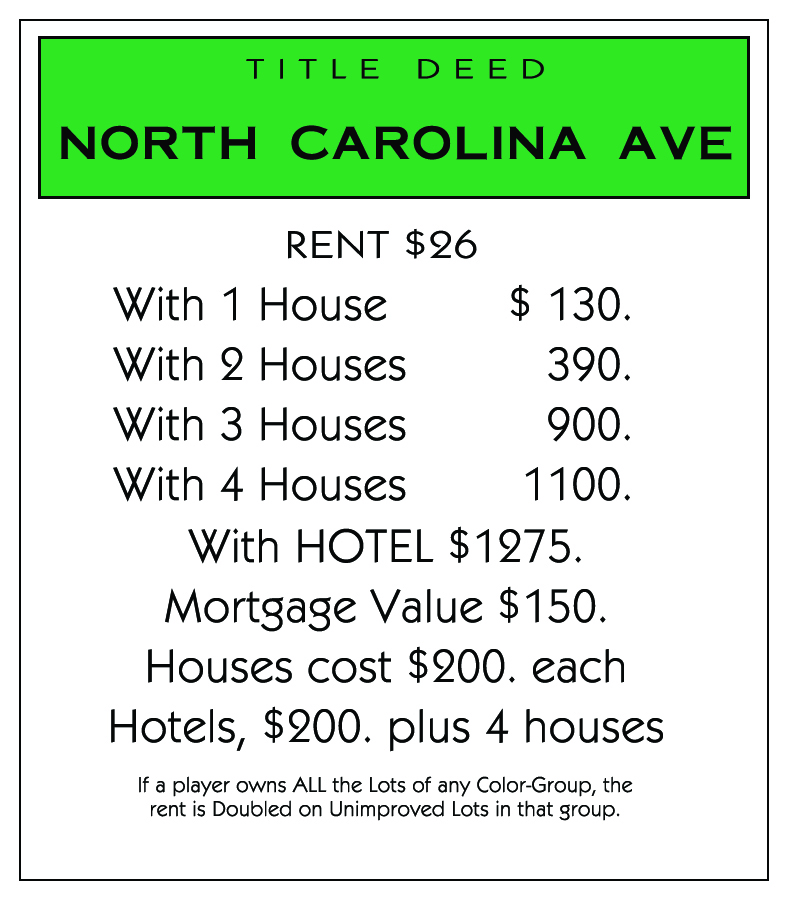 TITLE DEED
NORTH CAROLINA AVE
RENT $26
With 1 House $ 130.
With 2 Houses 390.
With 3 Houses 900.
With 4 Houses 1100.
With HOTEL $1275.
Mortgage Value $150.
Houses cost $200. each
Hotels, $200. plus 4 houses
If a player owns ALL the Lots of any Color-Group, the
rent is Doubled on Unimproved Lots in that group.